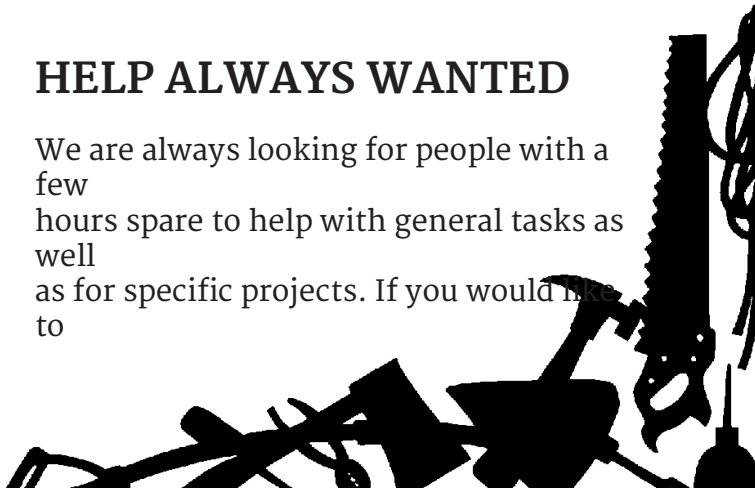 HELP ALWAYS WANTED
We are always looking for people with a
few
hours spare to help with general tasks as
well
as for specific projects. If you would like
to